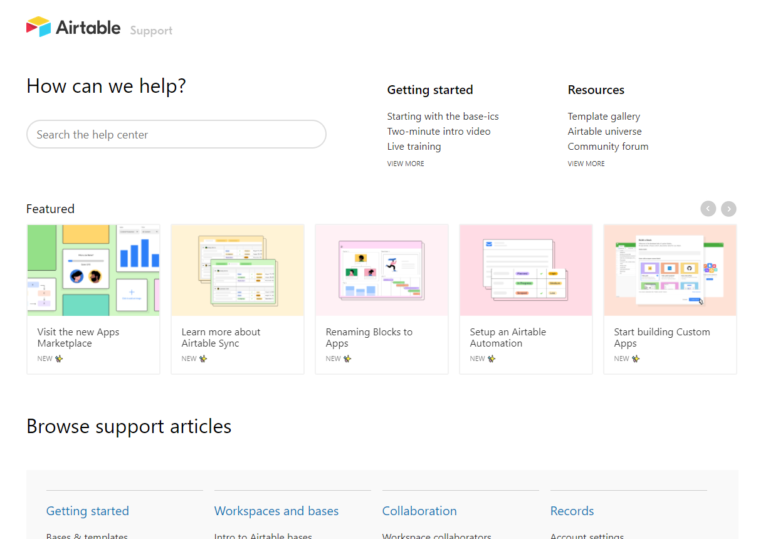 Airtable Support
How can we help?
Search the help center
Getting started
Starting with the base-ics
Two-minute intro video
Live training
VIEW MORE
Resources
Template gallery
Airtable universe
Community forum
VIEW MORE
Featured
Visit the new Apps
Marketplace
NEW
Learn more about
Airtable Sync
NEW
Renaming Blocks to
Apps
NEW
Setup an Airtable
Automation
NEW
Start building Custom
Apps
NEW
Browse support articles
Getting started
Workspaces and bases
Collaboration
Records
Bases & templates
Intro to Airtable bases
Workspace collaborators
Account settings